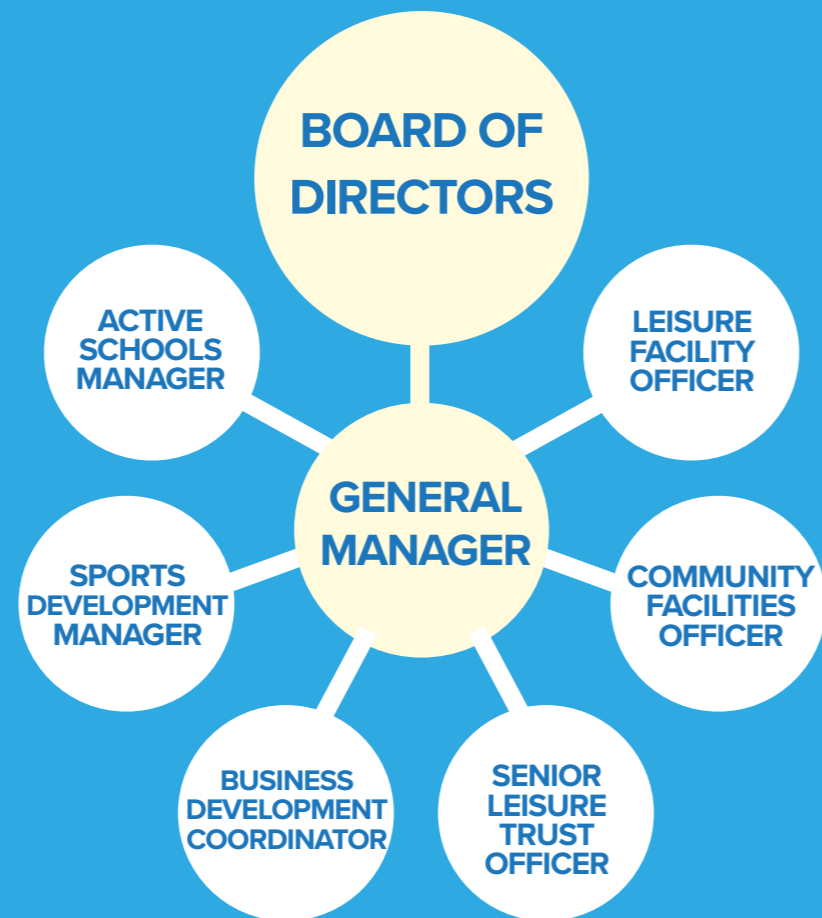 BOARD OF
DIRECTORS
ACTIVE
SCHOOLS
MANAGER
LEISURE
FACILITY
OFFICER
GENERAL
MANAGER
SPORTS
DEVELOPMENT
MANAGER
COMMUNITY
FACILITIES
OFFICER
BUSINESS
DEVELOPMENT
COORDINATOR
SENIOR
LEISURE
TRUST
OFFICER